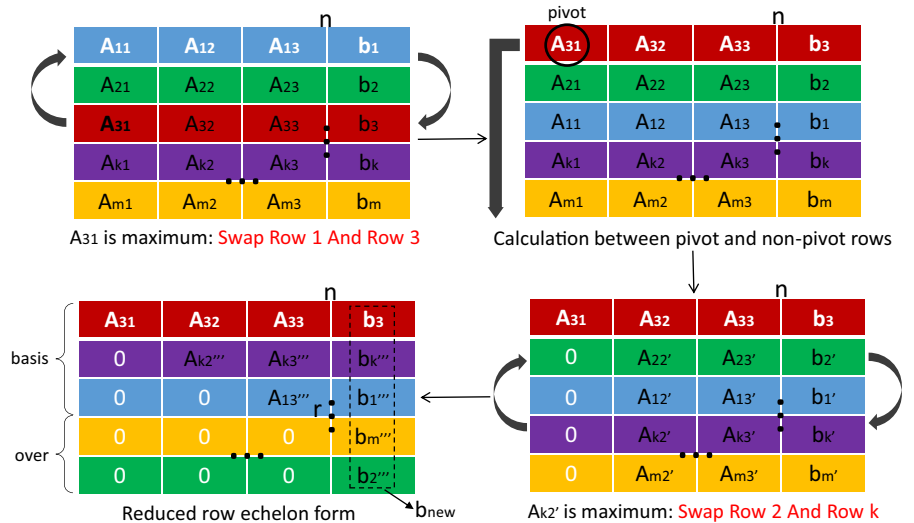 n
A11 A12 A13 b1
A21 A22 A23 b2
A31 A32 A33 b3
Ak1 Ak2 Ak3 bk
Am1 Am2 Am3 bm
A31 is maximum: Swap Row 1 And Row 3
pivot
n
A31 A32 A33 b3
A21 A22 A23 b2
A11 A12 A13 b1
Ak1 Ak2 Ak3 bk
Am1 Am2 Am3 bm
Calculation between pivot and non-pivot rows
n
A31 A32 A33 b3
basis
0 Ak2''' Ak3''' bk'''
0 0 A13''' b1'''
r
over
0 0 0 bm'''
0 0 0 b2'''
Reduced row echelon form
bnew
n
A31 A32 A33 b3
0 A22' A23' b2'
0 A12' A13' b1'
0 Ak2' Ak3' bk'
0 Am2' Am3' bm'
Ak2' is maximum: Swap Row 2 And Row k